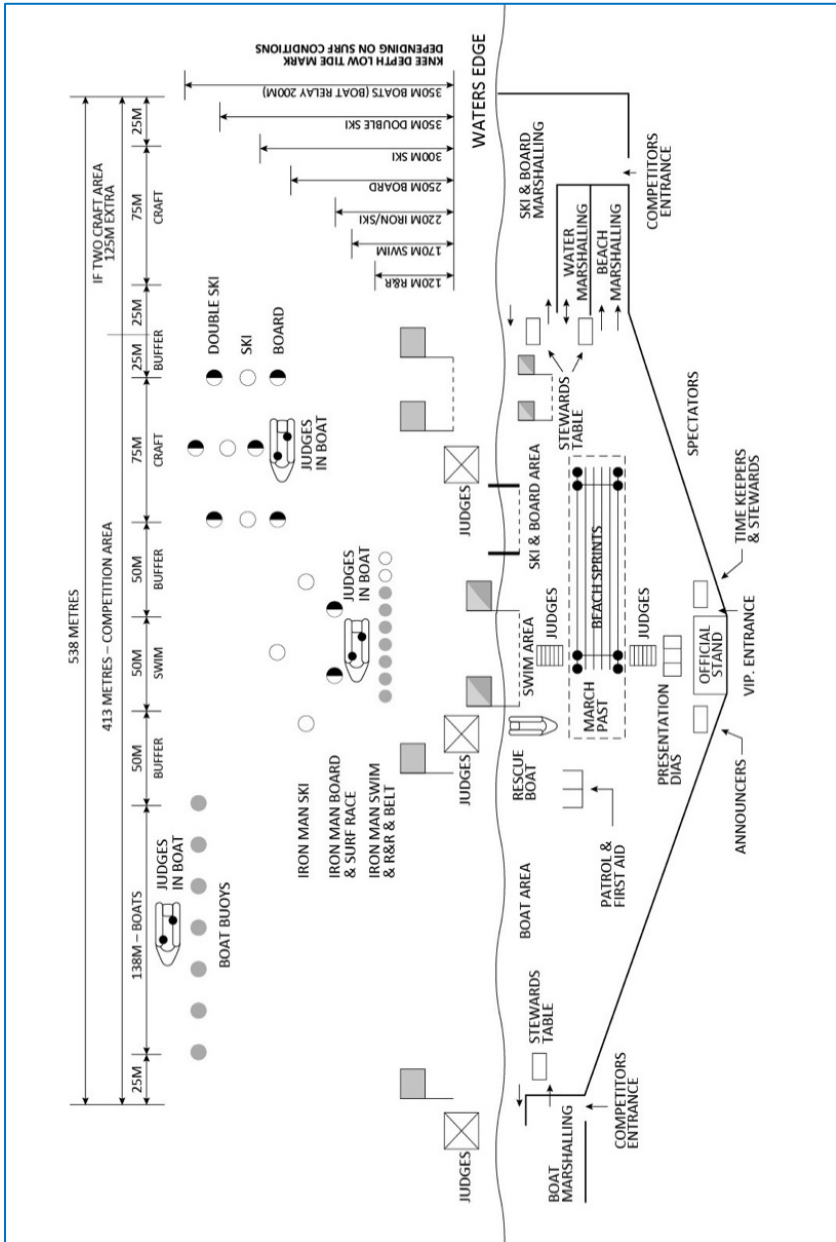 538 METRES
413 METRES – COMPETITION AREA
IF TWO CRAFT AREA
125M EXTRA
25M
138M – BOATS
50M
BUFFER
50M
SWIM
50M
BUFFER
75M
CRAFT
25M
BUFFER
25M
75M
CRAFT
25M
JUDGES
IN BOAT
BOAT BUOYS
DOUBLE SKI
SKI
BOARD
JUDGES
IN BOAT
IRON MAN SKI
IRON MAN BOARD
& SURF RACE
IRON MAN SWIM
& R&R & BELT
JUDGES
IN BOAT
KNEE DEPTH LOW TIDE MARK
DEPENDING ON SURF CONDITIONS
350M BOATS (BOAT RELAY 200M)
350M DOUBLE SKI
300M SKI
250M BOARD
220M IRON/SKI
170M SWIM
120M R&R
WATERS EDGE
JUDGES
JUDGES
JUDGES
BOAT AREA
RESCUE
BOAT
SWIM AREA
SKI & BOARD AREA
SKI & BOARD
MARSHALLING
STEWARDS
TABLE
JUDGES
STEWARDS
TABLE
WATER
MARSHALLING
BEACH
MARSHALLING
BOAT
MARSHALLING
COMPETITORS
ENTRANCE
PATROL &
FIRST AID
MARCH
PAST
BEACH SPRINTS
JUDGES
COMPETITORS
ENTRANCE
PRESENTATION
DIAS
SPECTATORS
OFFICIAL
STAND
ANNOUNCERS
VIP. ENTRANCE
TIME KEEPERS
& STEWARDS